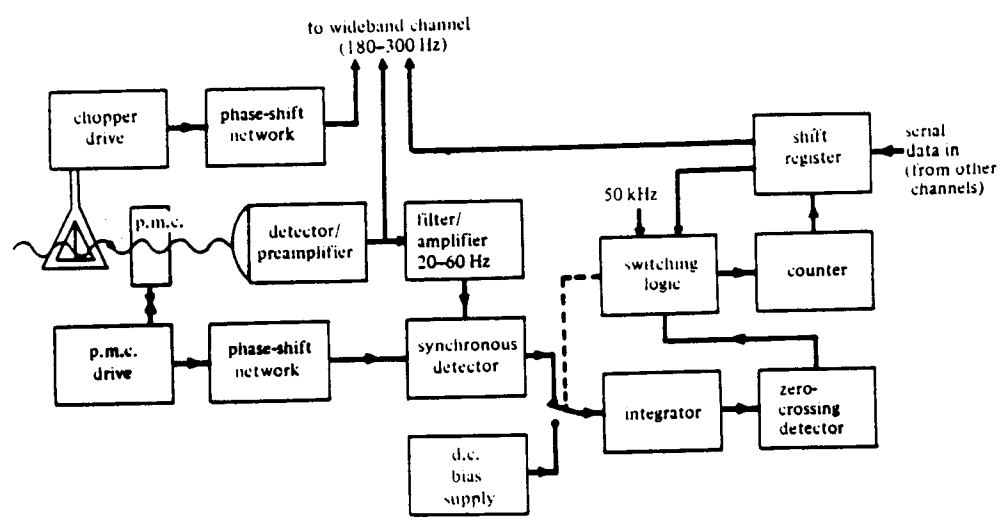 to wideband channel
(180–300 Hz)
chopper
drive
phase-shift
network
shift
register
serial
data in
(from other
channels)
p.m.c.
detector/
preamplifier
filter/
amplifier
20–60 Hz
50 kHz
switching
logic
counter
p.m.c.
drive
phase-shift
network
synchronous
detector
integrator
zero-
crossing
detector
d.c.
bias
supply